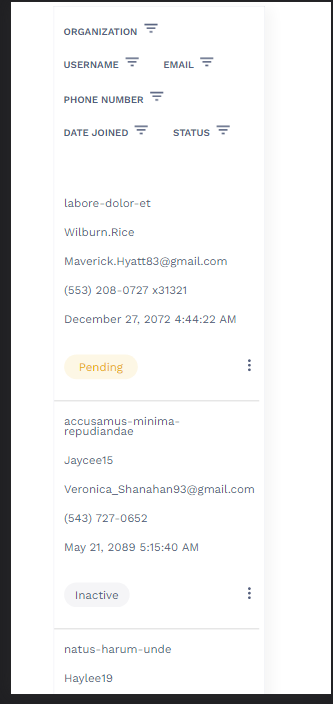 ORGANIZATION
USERNAME EMAIL
PHONE NUMBER
DATE JOINED STATUS
labore-dolor-et
Wilburn.Rice
Maverick.Hyatt83@gmail.com
(553) 208-0727 x31321
December 27, 2072 4:44:22 AM
Pending
accusamus-minima-
repudiandae
Jaycee15
Veronica_Shanahan93@gmail.com
(543) 727-0652
May 21, 2089 5:15:40 AM
Inactive
natus-harum-unde
Haylee19